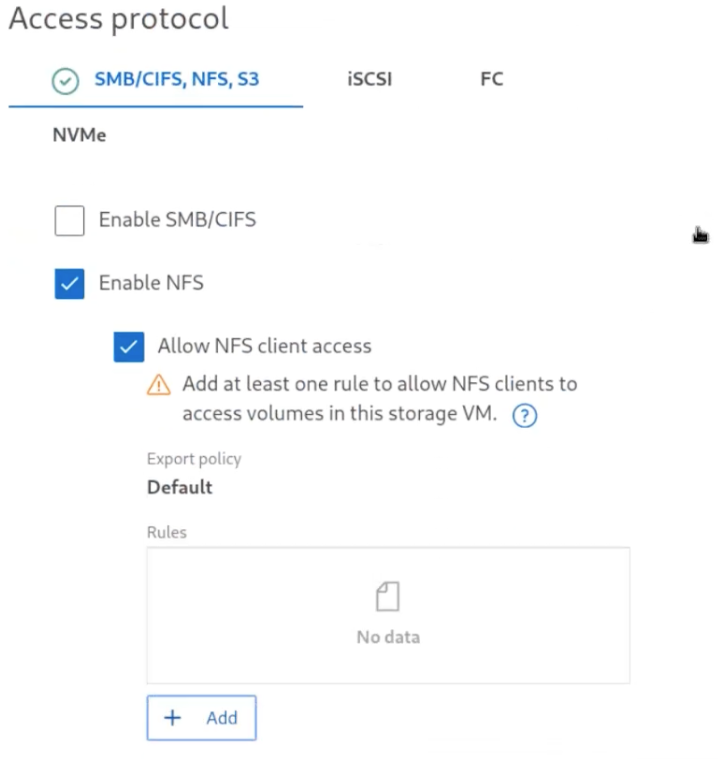 Access protocol
SMB/CIFS, NFS, S3 iSCSI FC
NVMe
Enable SMB/CIFS
Enable NFS
Allow NFS client access
Add at least one rule to allow NFS clients to
access volumes in this storage VM. ?
Export policy
Default
Rules
No data
+ Add